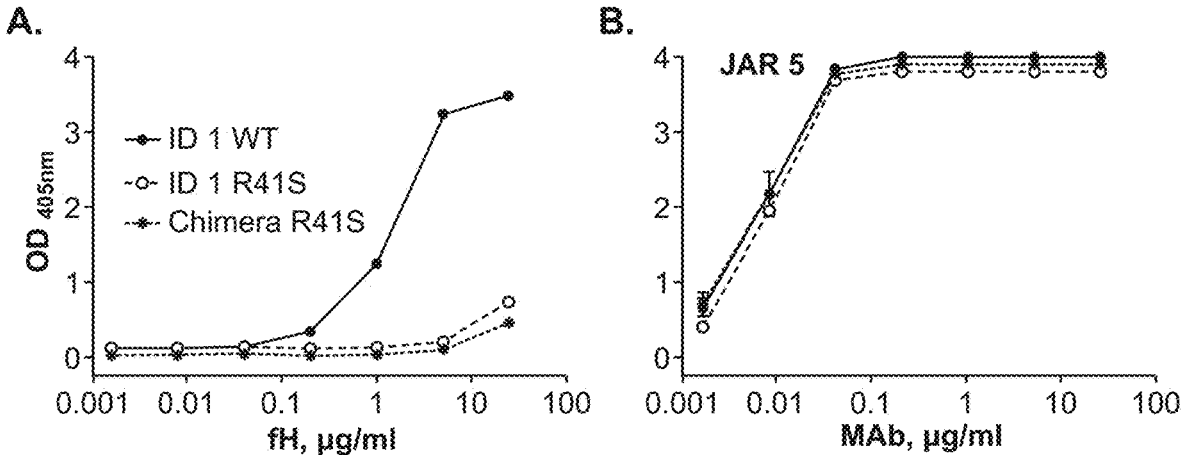 A.
B.
4
3
2
1
0
OD 405nm
ID 1 WT
ID 1 R41S
Chimera R41S
0.001 0.01 0.1 1 10 100
fH, µg/ml
4
3
2
1
0
JAR 5
0.001 0.01 0.1 1 10 100
MAb, µg/ml